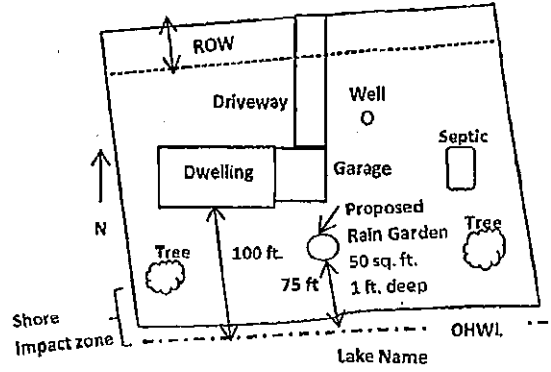 ROW
Driveway
Well
Septic
Dwelling
Garage
N
Proposed
Rain Garden
50 sq. ft.
1 ft. deep
Tree
Tree
100 ft.
75 ft
Shore
Impact zone
OHWL
Lake Name